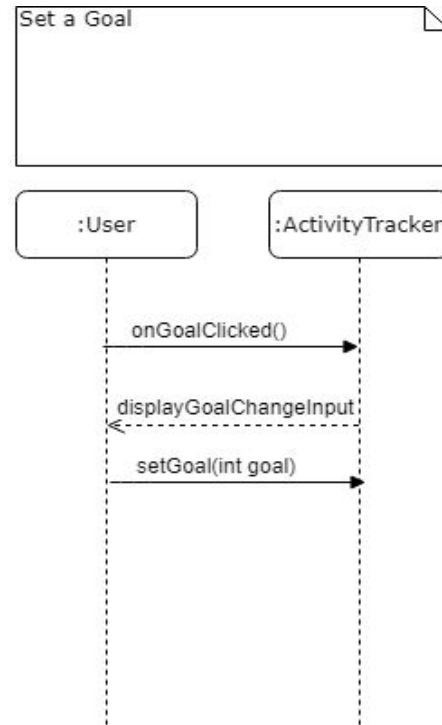 Set a Goal
:User
:ActivityTracker
onGoalClicked()
displayGoalChangeInput
setGoal(int goal)